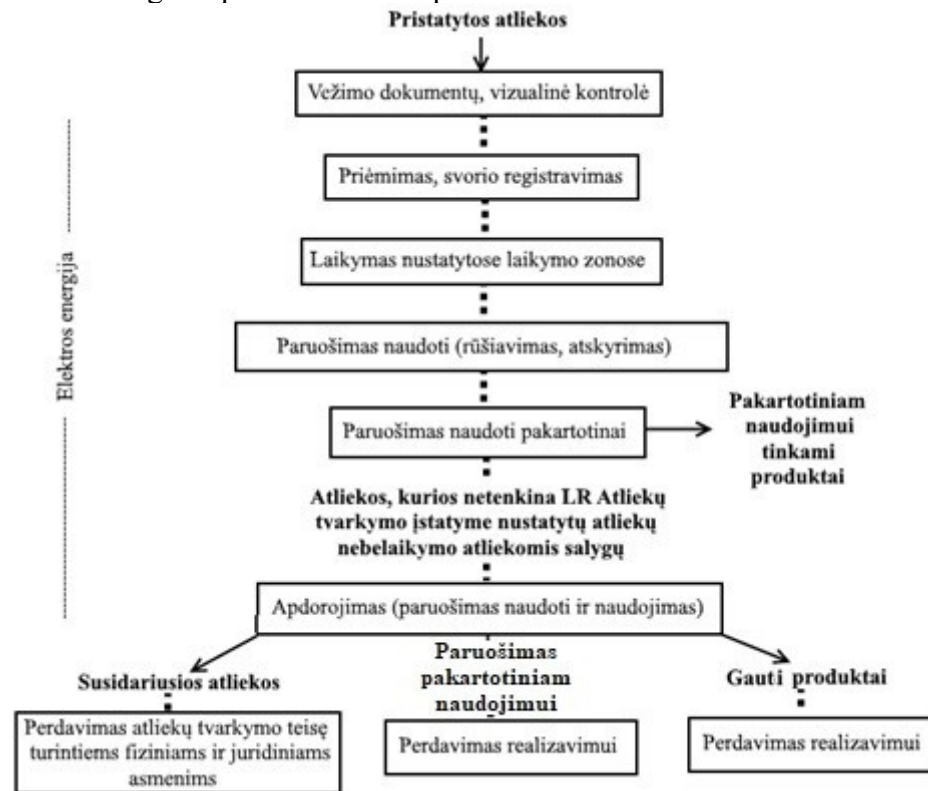 Pristatytos atliekos
Vežimo dokumentų, vizualinė kontrolė
Priėmimas, svorio registravimas
Laikymas nustatytose laikymo zonose
Elektros energija
Paruošimas naudoti (rūšiavimas, atskyrimas)
Paruošimas naudoti pakartotinai
Pakartotiniam
naudojimui
tinkami
produktai
Atliekos, kurios netenkina LR Atliekų
tvarkymo įstatyme nustatytų atliekų
nebelaikymo atliekomis salygų
Apdorojimas (paruošimas naudoti ir naudojimas)
Susidariusios atliekos
Perdavimas atliekų tvarkymo teisę
turintiems fiziniams ir juridiniams
asmenims
Paruošimas
pakartotiniam
naudojimui
Perdavimas realizavimui
Gauti produktai
Perdavimas realizavimui